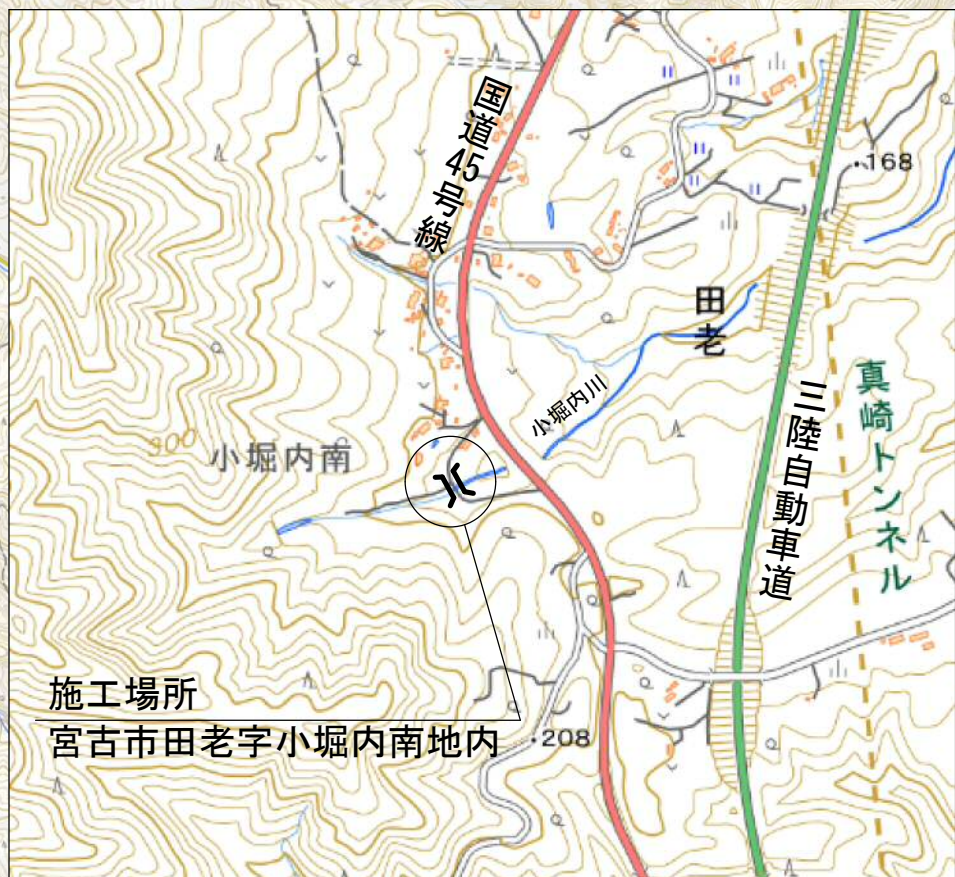 国道45号線
・168
田老
小堀内川
真崎トンネル
三陸自動車道
300
小堀内南
施工場所
宮古市田老字小堀内南地内
・208